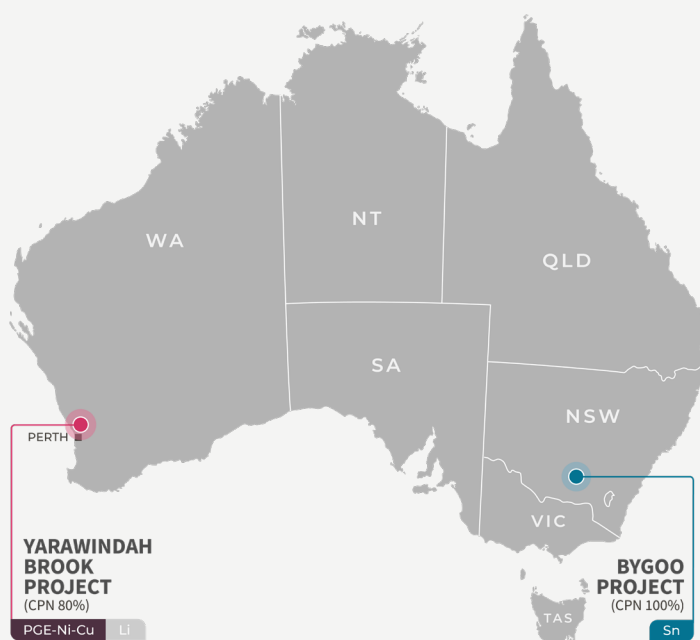 WA
NT
QLD
SA
NSW
PERTH
VIC
YARAWINDAH
BROOK
PROJECT
(CPN 80%)
PGE-Ni-Cu
Li
BYGOO
PROJECT
(CPN 100%)
Sn
TAS